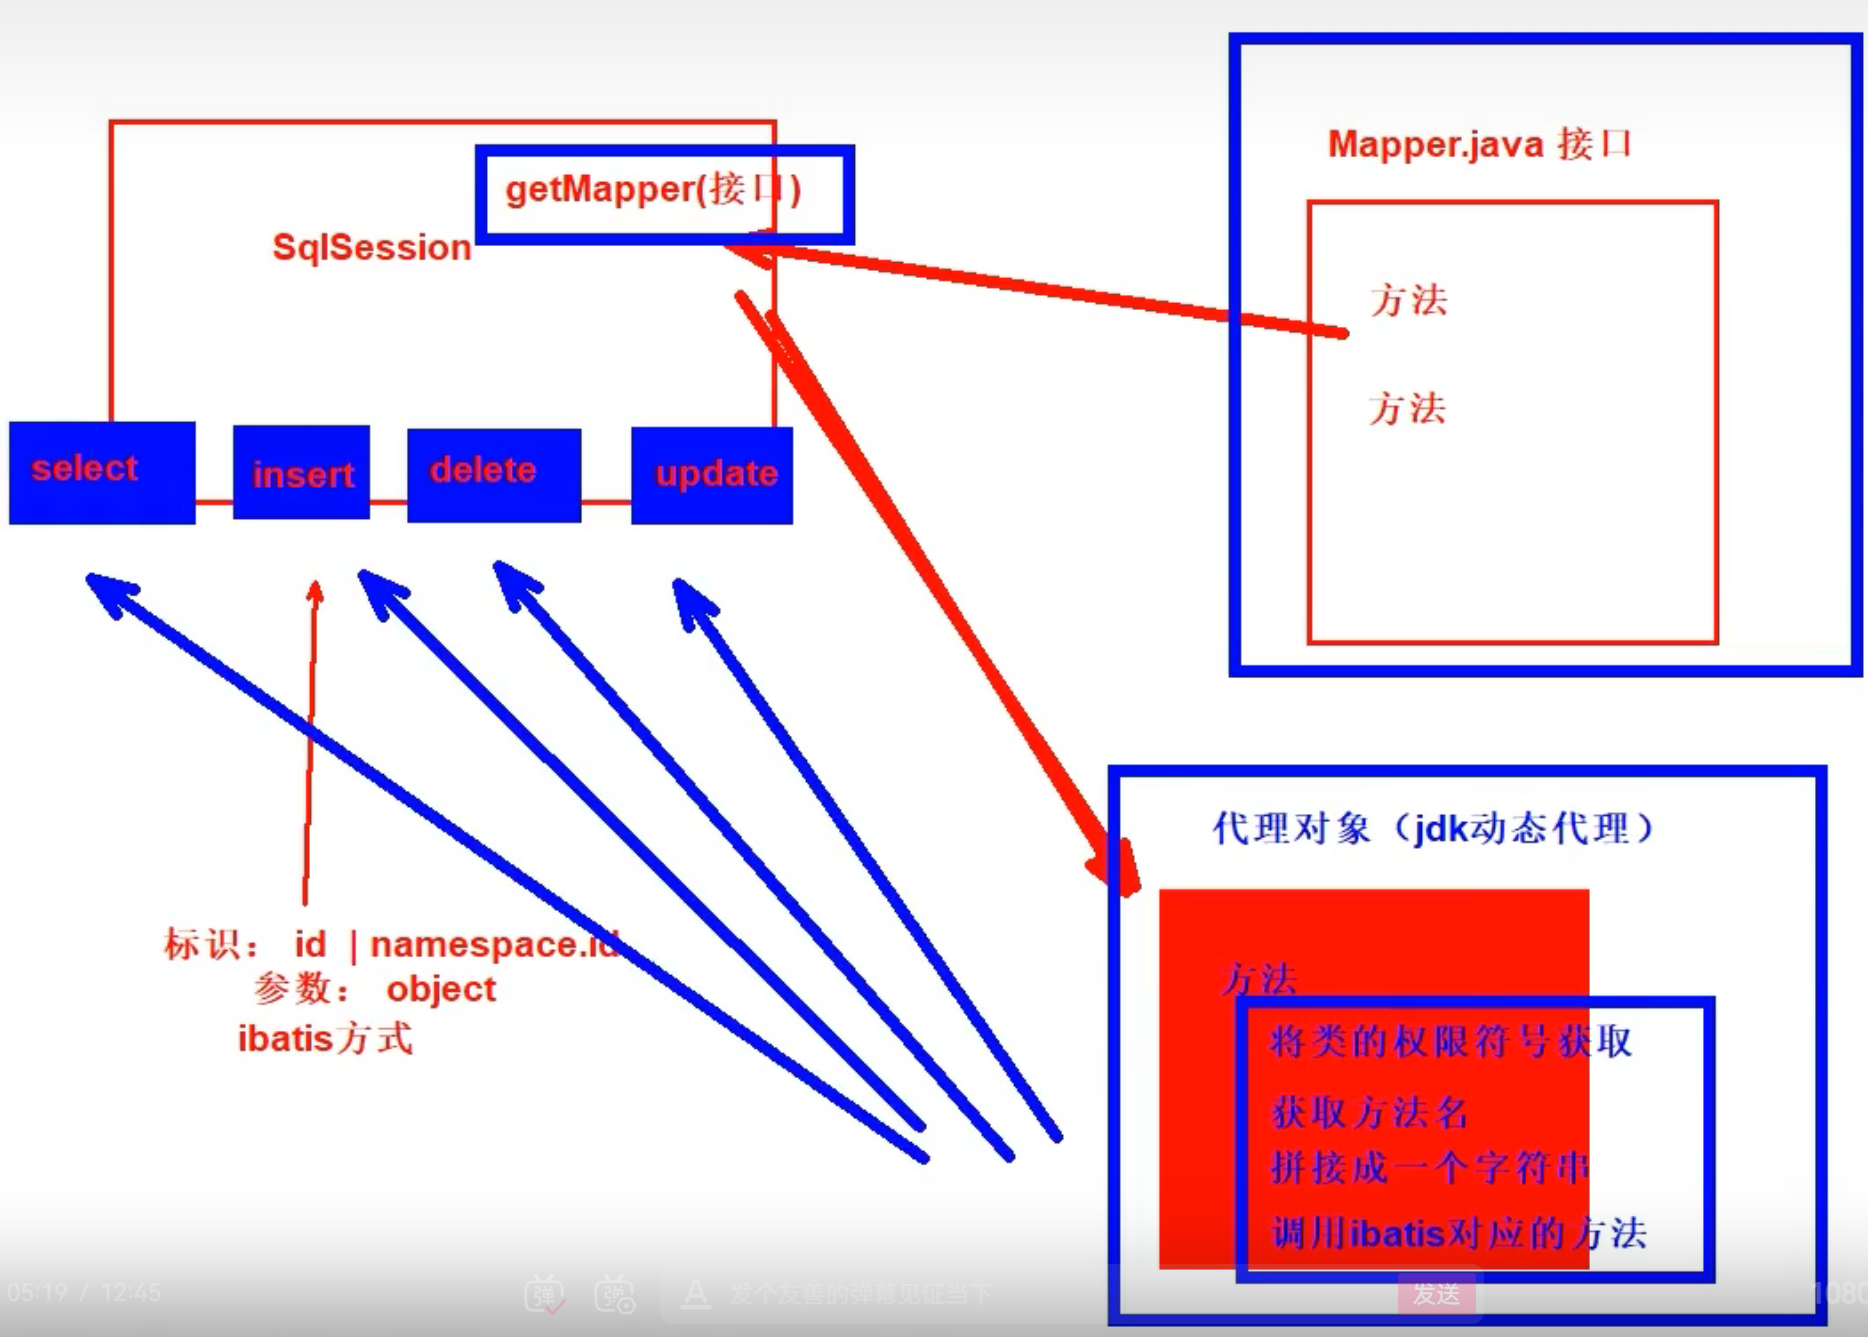 Mapper.java 接口
getMapper(接口)
SqlSession
方法
方法
select
insert
delete
update
代理对象（jdk动态代理）
标识： id | namespace.id
参数： object
ibatis方式
方法
将类的权限符号获取
获取方法名
拼接成一个字符串
调用ibatis对应的方法
05:19 / 12:45
弹
弹
A
发个友善的弹幕见证当下
发送
1080